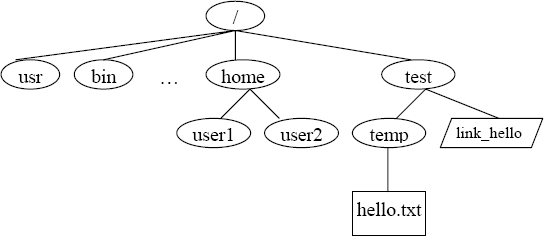 /
usr bin ... home test
user1 user2 temp link_hello
hello.txt